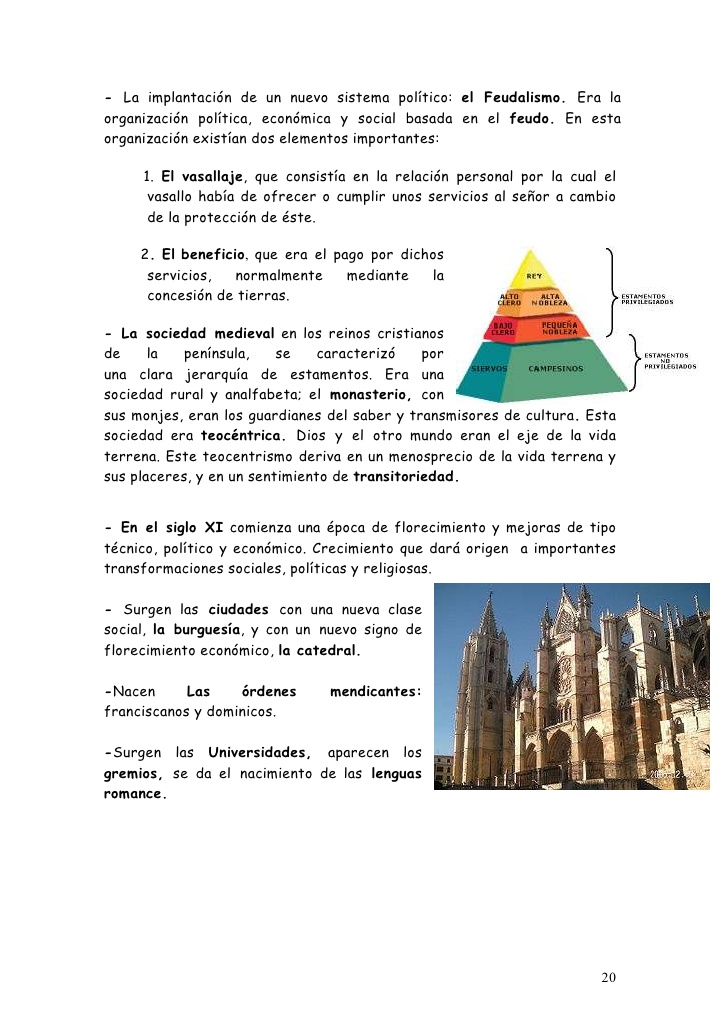 - La implantación de un nuevo sistema político: el Feudalismo. Era la
organización política, económica y social basada en el feudo. En esta
organización existían dos elementos importantes:
1. El vasallaje, que consistía en la relación personal por la cual el
vasallo había de ofrecer o cumplir unos servicios al señor a cambio
de la protección de éste.
2. El beneficio, que era el pago por dichos
servicios, normalmente mediante la
concesión de tierras.
REY
ALTO CLERO
ALTA NOBLEZA
BAJO CLERO
PEQUEÑA NOBLEZA
SIERVOS
CAMPESINOS
ESTAMENTOS
PRIVILEGIADOS
ESTAMENTOS
NO
PRIVILEGIADOS
- La sociedad medieval en los reinos cristianos
de la península, se caracterizó por
una clara jerarquía de estamentos. Era una
sociedad rural y analfabeta; el monasterio, con
sus monjes, eran los guardianes del saber y transmisores de cultura. Esta
sociedad era teocéntrica. Dios y el otro mundo eran el eje de la vida
terrena. Este teocentrismo deriva en un menosprecio de la vida terrena y
sus placeres, y en un sentimiento de transitoriedad.
- En el siglo XI comienza una época de florecimiento y mejoras de tipo
técnico, político y económico. Crecimiento que dará origen a importantes
transformaciones sociales, políticas y religiosas.
- Surgen las ciudades con una nueva clase
social, la burguesía, y con un nuevo signo de
florecimiento económico, la catedral.
-Nacen Las órdenes mendicantes:
franciscanos y dominicos.
-Surgen las Universidades, aparecen los
gremios, se da el nacimiento de las lenguas
romance.
20